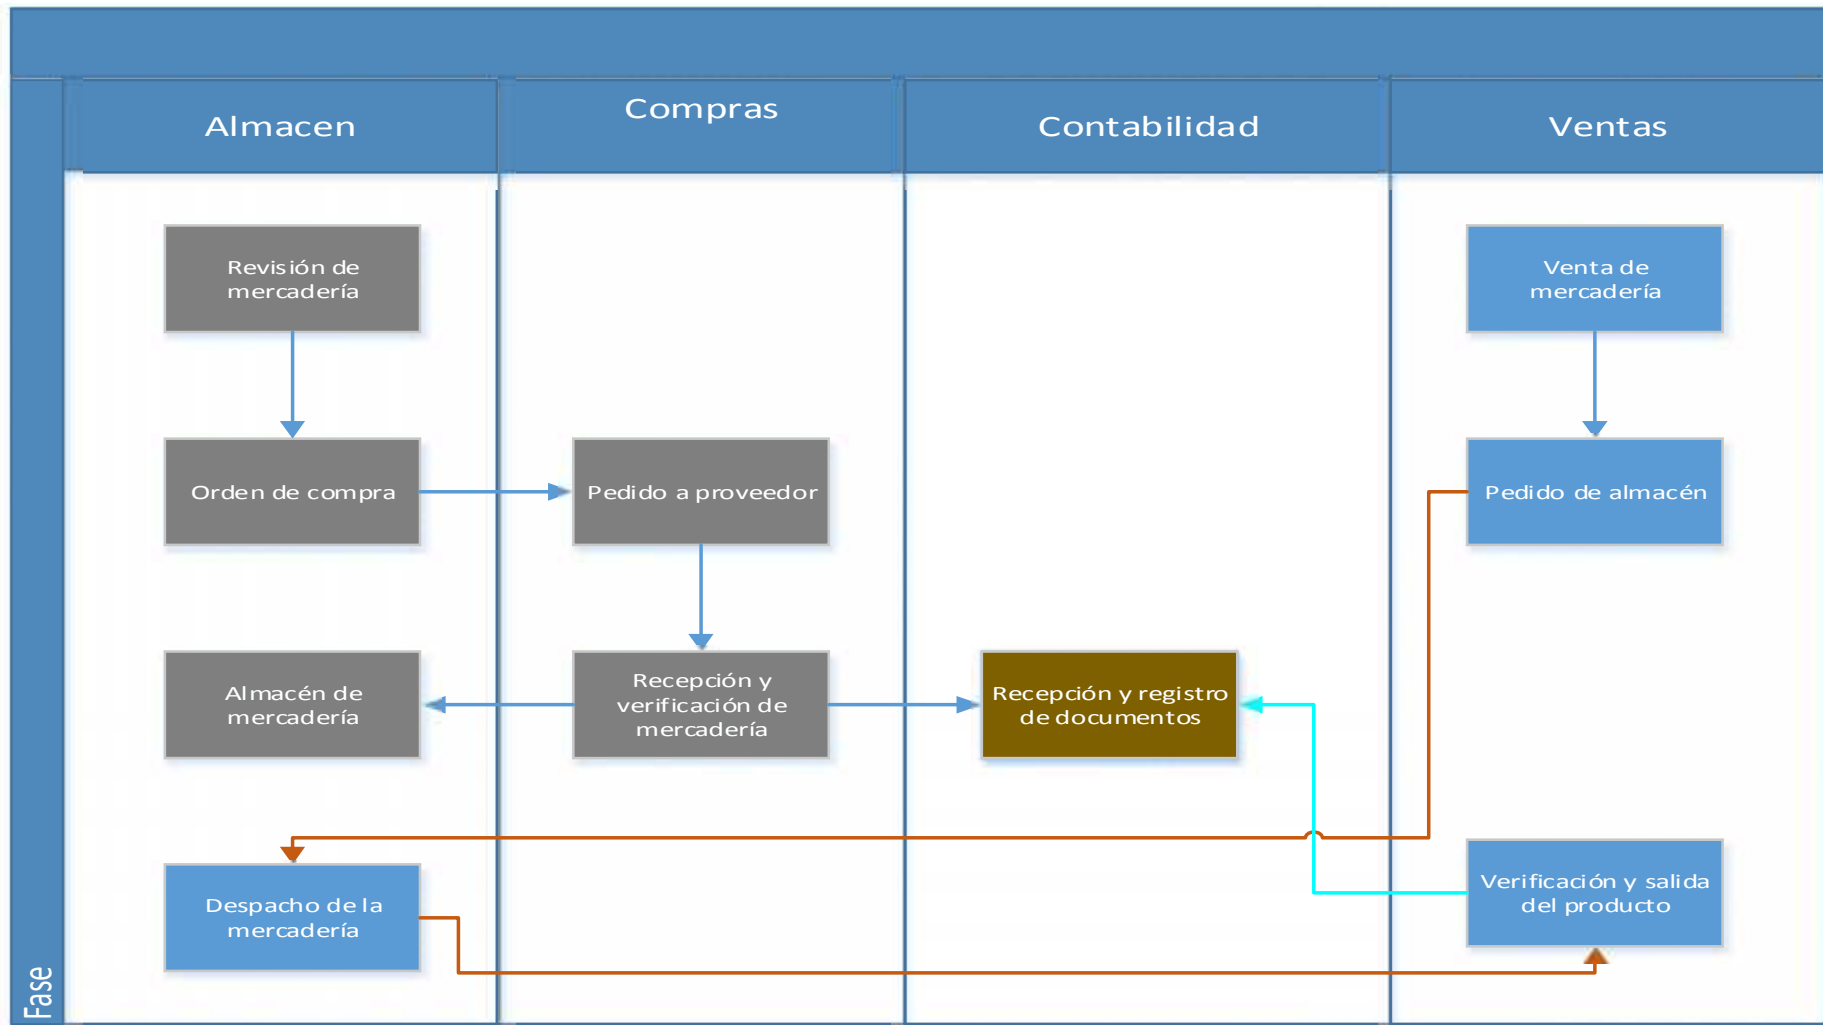 Almacen
Compras
Contabilidad
Ventas
Revisión de
mercadería
Venta de
mercadería
Orden de compra
Pedido a proveedor
Pedido de almacén
Almacén de
mercadería
Recepción y
verificación de
mercadería
Recepción y registro
de documentos
Despacho de la
mercadería
Verificación y salida
del producto
Fase